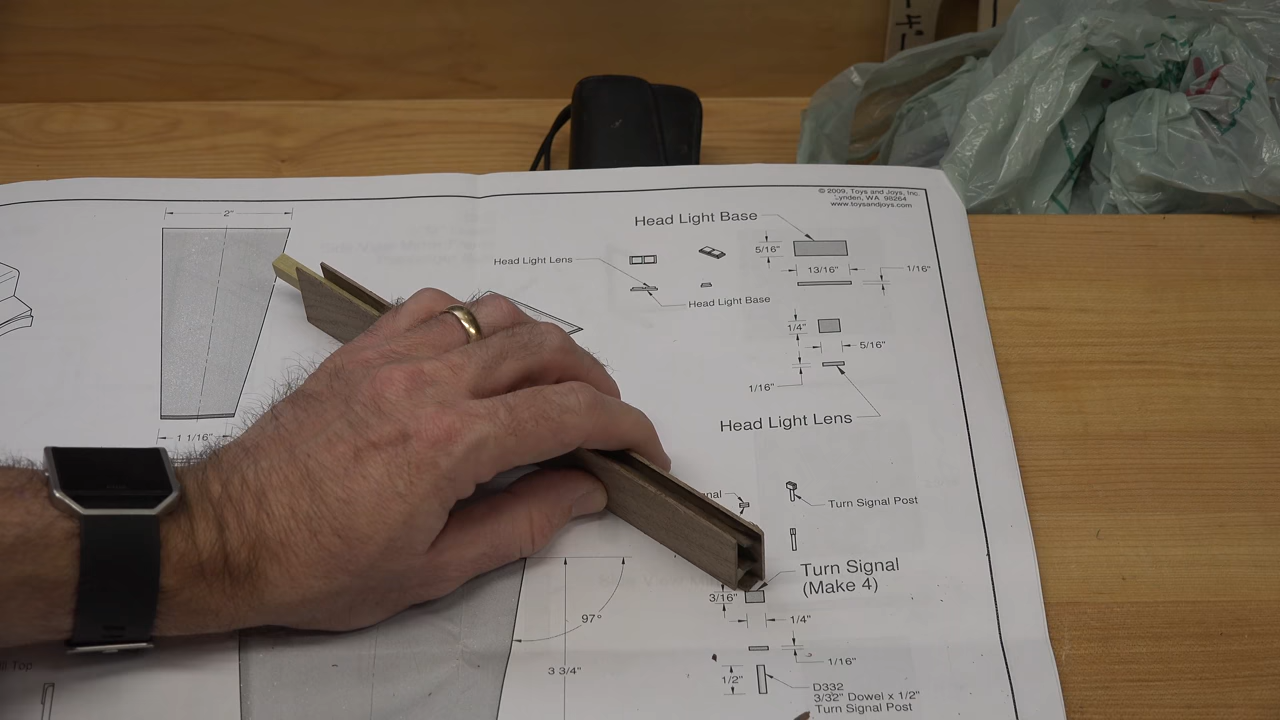 4"
© 2009, Toys and Joys, Inc.
Lynden, WA 98264
www.toysandjoys.com
2"
Head Light Base
5/16"
Head Light Lens
13/16"
1/16"
Head Light Base
1/4"
5/16"
1/16"
Head Light Lens
1 1/16"
Turn Signal Post
Turn Signal
(Make 4)
3/16"
1/4"
97°
1/16"
3 3/4"
1/2"
D332
3/32" Dowel x 1/2"
Turn Signal Post
Top